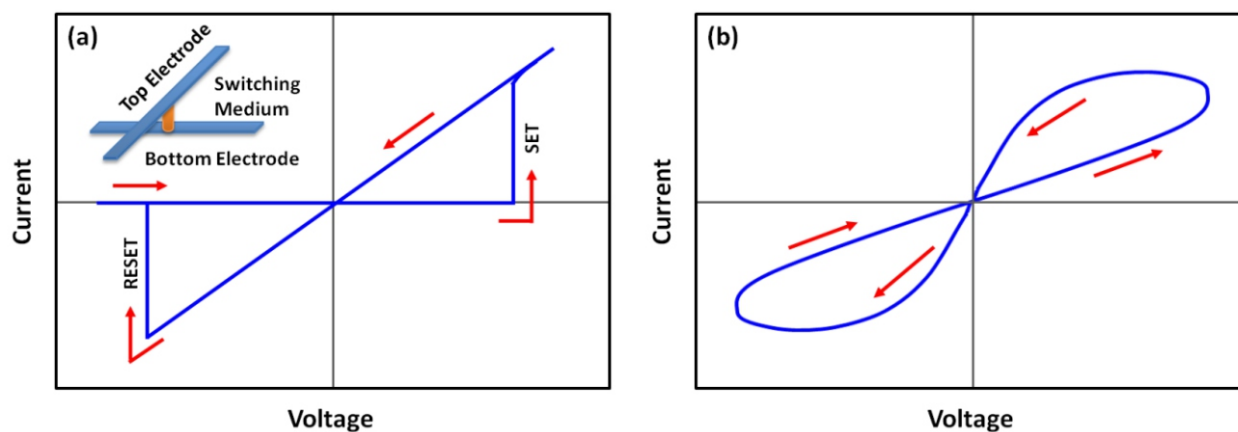 (a)
Top Electrode
Switching
Medium
Bottom Electrode
SET
RESET
Current
Voltage
(b)
Current
Voltage